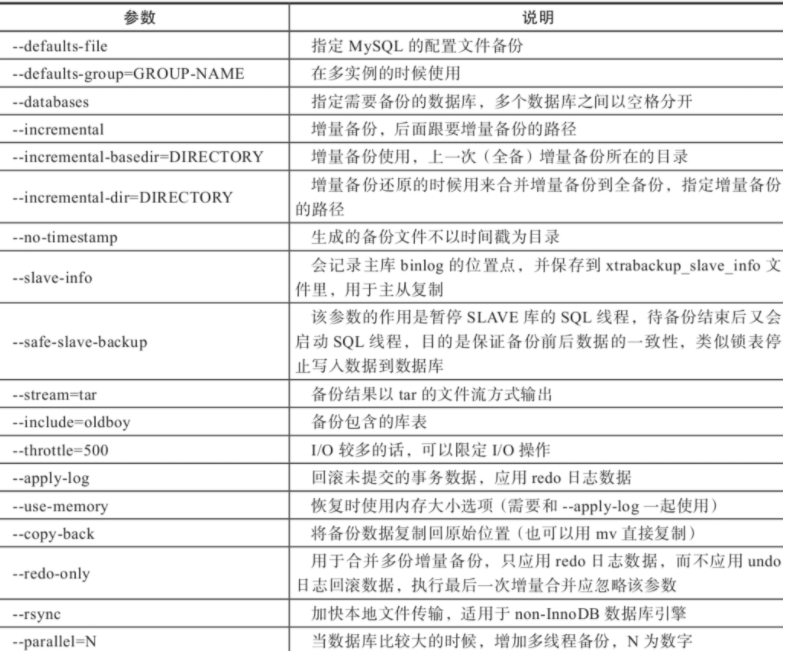 参数 说明
--defaults-file 指定 MySQL 的配置文件备份
--defaults-group=GROUP-NAME 在多实例的时候使用
--databases 指定需要备份的数据库，多个数据库之间以空格分开
--incremental 增量备份，后面跟要增量备份的路径
--incremental-basedir=DIRECTORY 增量备份使用，上一次（全备）增量备份所在的目录
--incremental-dir=DIRECTORY 增量备份还原的时候用来合并增量备份到全备份，指定增量备份
的路径
--no-timestamp 生成的备份文件不以时间戳为目录
--slave-info 会记录主库 binlog 的位置点，并保存到 xtrabackup_slave_info 文
件里，用于主从复制
--safe-slave-backup 该参数的作用是暂停 SLAVE 库的 SQL 线程，待备份结束后又会
启动 SQL 线程，目的是保证备份前后数据的一致性，类似锁表停
止写入数据到数据库
--stream=tar 备份结果以 tar 的文件流方式输出
--include=oldboy 备份包含的库表
--throttle=500 I/O 较多的话，可以限定 I/O 操作
--apply-log 回滚未提交的事务数据，应用 redo 日志数据
--use-memory 恢复时使用内存大小选项（需要和 --apply-log 一起使用）
--copy-back 将备份数据复制回原始位置（也可以用 mv 直接复制）
--redo-only 用于合并多份增量备份，只应用 redo 日志数据，而不应用 undo
日志回滚数据，执行最后一次增量合并应忽略该参数
--rsync 加快本地文件传输，适用于 non-InnoDB 数据库引擎
--parallel=N 当数据库比较大的时候，增加多线程备份，N 为数字